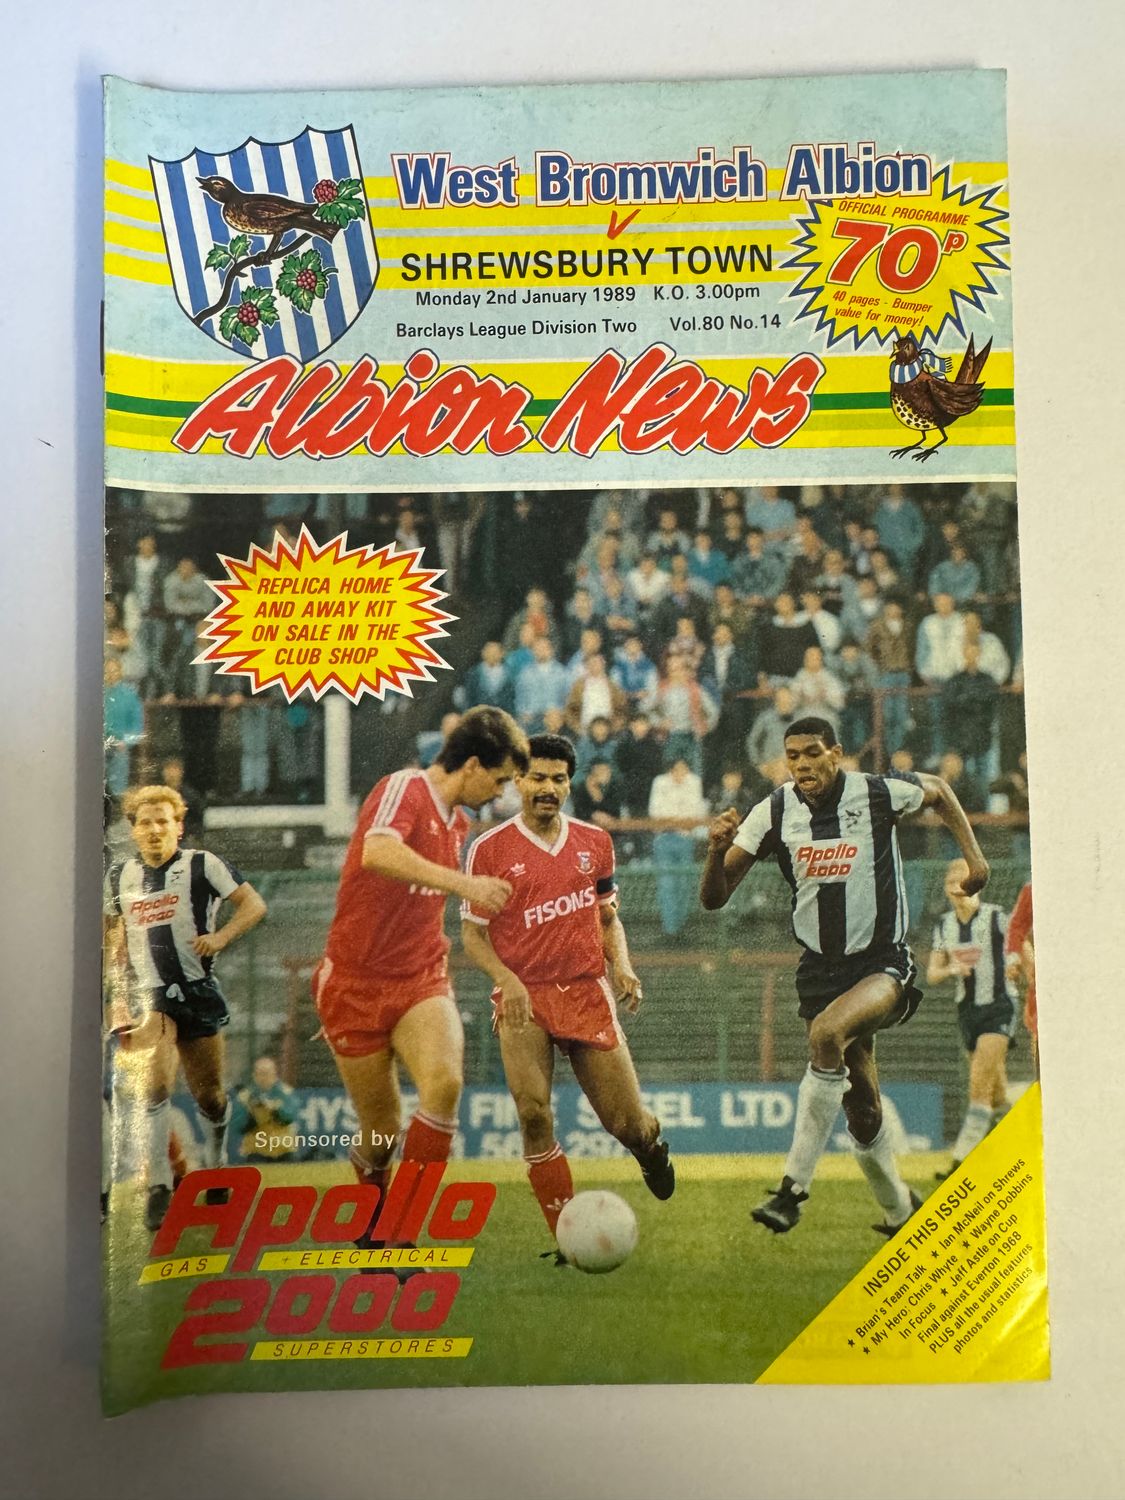 West Bromwich Albion
v
SHREWSBURY TOWN
Monday 2nd January 1989 K.O. 3.00pm
Barclays League Division Two Vol.80 No.14
OFFICIAL PROGRAMME
70p
40 pages - Bumper
value for money!
Albion News
REPLICA HOME
AND AWAY KIT
ON SALE IN THE
CLUB SHOP
Apollo
2000
FISONS
Apollo
2000
FINE STEEL LTD
Sponsored by
Apollo
GAS + ELECTRICAL
2000
SUPERSTORES
INSIDE THIS ISSUE
★ Brian's Team Talk ★ Ian McNeil on Shrews
★ My Hero: Chris Whyte ★ Wayne Dobbins
In Focus ★ Jeff Astle on Cup
Final against Everton 1968
PLUS all the usual features
photos and statistics